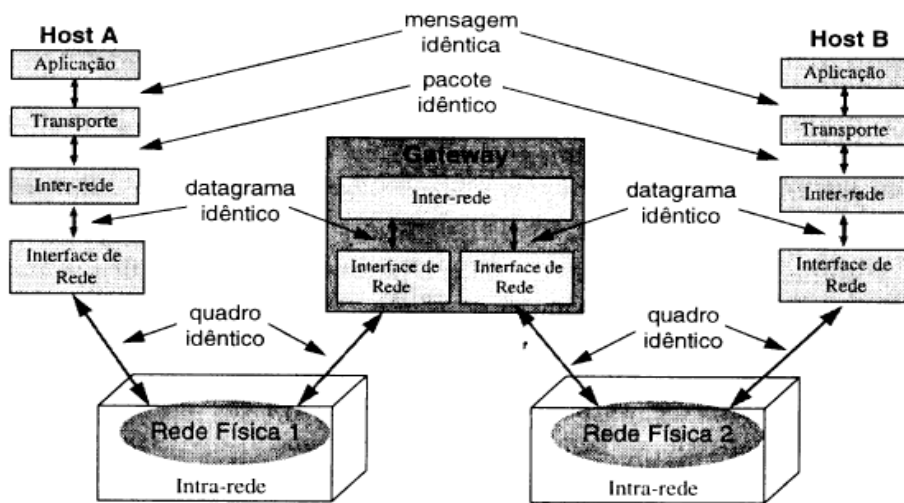 mensagem
idêntica
Host A
Aplicação
Transporte
Inter-rede
Interface de
Rede
pacote
idêntico
Host B
Aplicação
Transporte
Inter-rede
Interface de
Rede
Gateway
Inter-rede
Interface de
Rede
Interface de
Rede
datagrama
idêntico
datagrama
idêntico
quadro
idêntico
quadro
idêntico
Rede Física 1
Intra-rede
Rede Física 2
Intra-rede